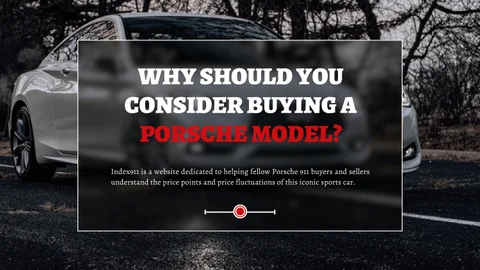 WHY SHOULD YOU
CONSIDER BUYING A
PORSCHE MODEL?
Index911 is a website dedicated to helping fellow Porsche 911 buyers and sellers
understand the price points and price fluctuations of this iconic sports car.